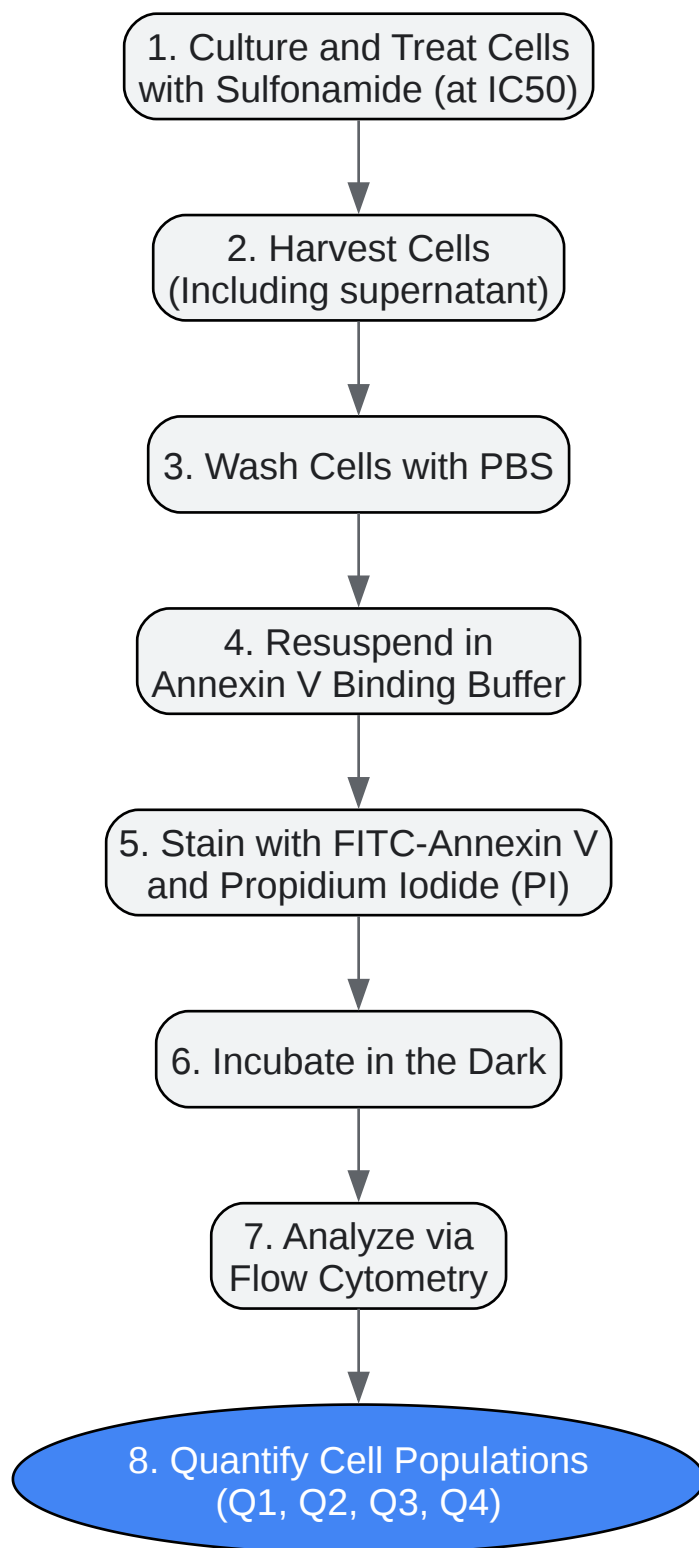 1. Culture and Treat Cells
with Sulfonamide (at IC50)
2. Harvest Cells
(Including supernatant)
3. Wash Cells with PBS
4. Resuspend in
Annexin V Binding Buffer
5. Stain with FITC-Annexin V
and Propidium Iodide (PI)
6. Incubate in the Dark
7. Analyze via
Flow Cytometry
8. Quantify Cell Populations
(Q1, Q2, Q3, Q4)